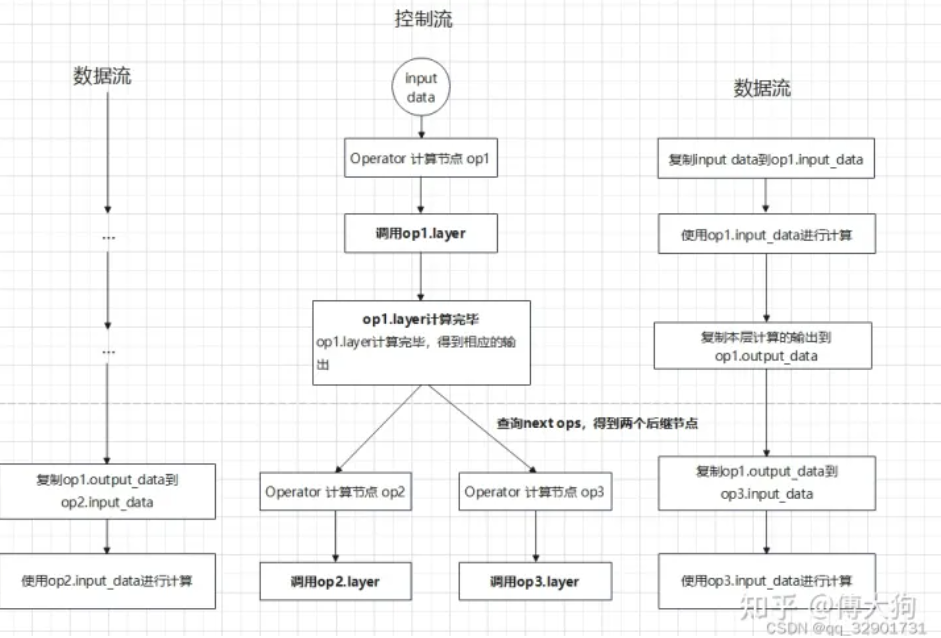 控制流
数据流
数据流
input
data
Operator 计算节点 op1
复制input data到op1.input_data
调用op1.layer
使用op1.input_data进行计算
...
op1.layer计算完毕
op1.layer计算完毕，得到相应的输
出
复制本层计算的输出到
op1.output_data
...
查询next ops，得到两个后继节点
复制op1.output_data到
op2.input_data
Operator 计算节点 op2
Operator 计算节点 op3
复制op1.output_data到
op3.input_data
使用op2.input_data进行计算
调用op2.layer
调用op3.layer
使用op3.input_data进行计算
知乎 @傅大狗
CSDN @qq_32901731